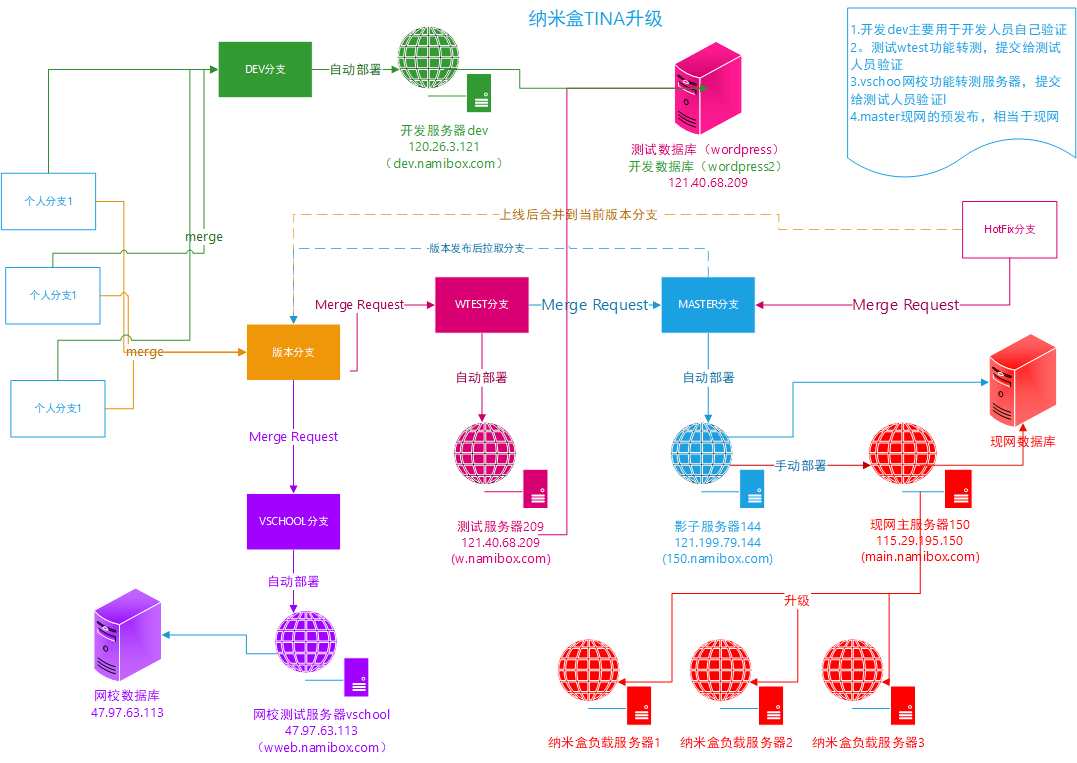 纳米盒TINA升级
1.开发dev主要用于开发人员自己验证
2。测试wtest功能转测，提交给测试
人员验证
3.vschoo网校功能转测服务器，提交
给测试人员验证l
4.master现网的预发布，相当于现网
DEV分支
自动部署
开发服务器dev
120.26.3.121
（dev.namibox.com）
测试数据库（wordpress）
开发数据库（wordpress2）
121.40.68.209
个人分支1
merge
上线后合并到当前版本分支
HotFix分支
版本发布后拉取分支
个人分支1
Merge Request
WTEST分支
Merge Request
MASTER分支
Merge Request
merge
版本分支
个人分支1
自动部署
自动部署
Merge Request
现网数据库
手动部署
VSCHOOL分支
测试服务器209
121.40.68.209
(w.namibox.com)
影子服务器144
121.199.79.144
(150.namibox.com)
现网主服务器150
115.29.195.150
(main.namibox.com)
自动部署
升级
网校数据库
47.97.63.113
网校测试服务器vschool
47.97.63.113
（wweb.namibox.com）
纳米盒负载服务器1
纳米盒负载服务器2
纳米盒负载服务器3